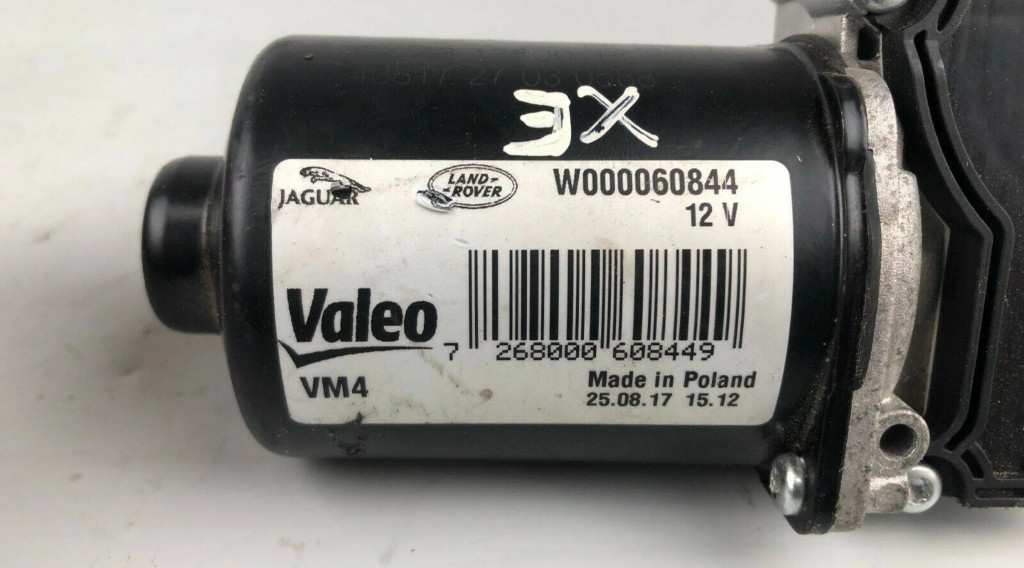 3X
JAGUAR
LAND-
ROVER
W000060844
12 V
Valeo
7 268000 608449
VM4
Made in Poland
25.08.17 15.12